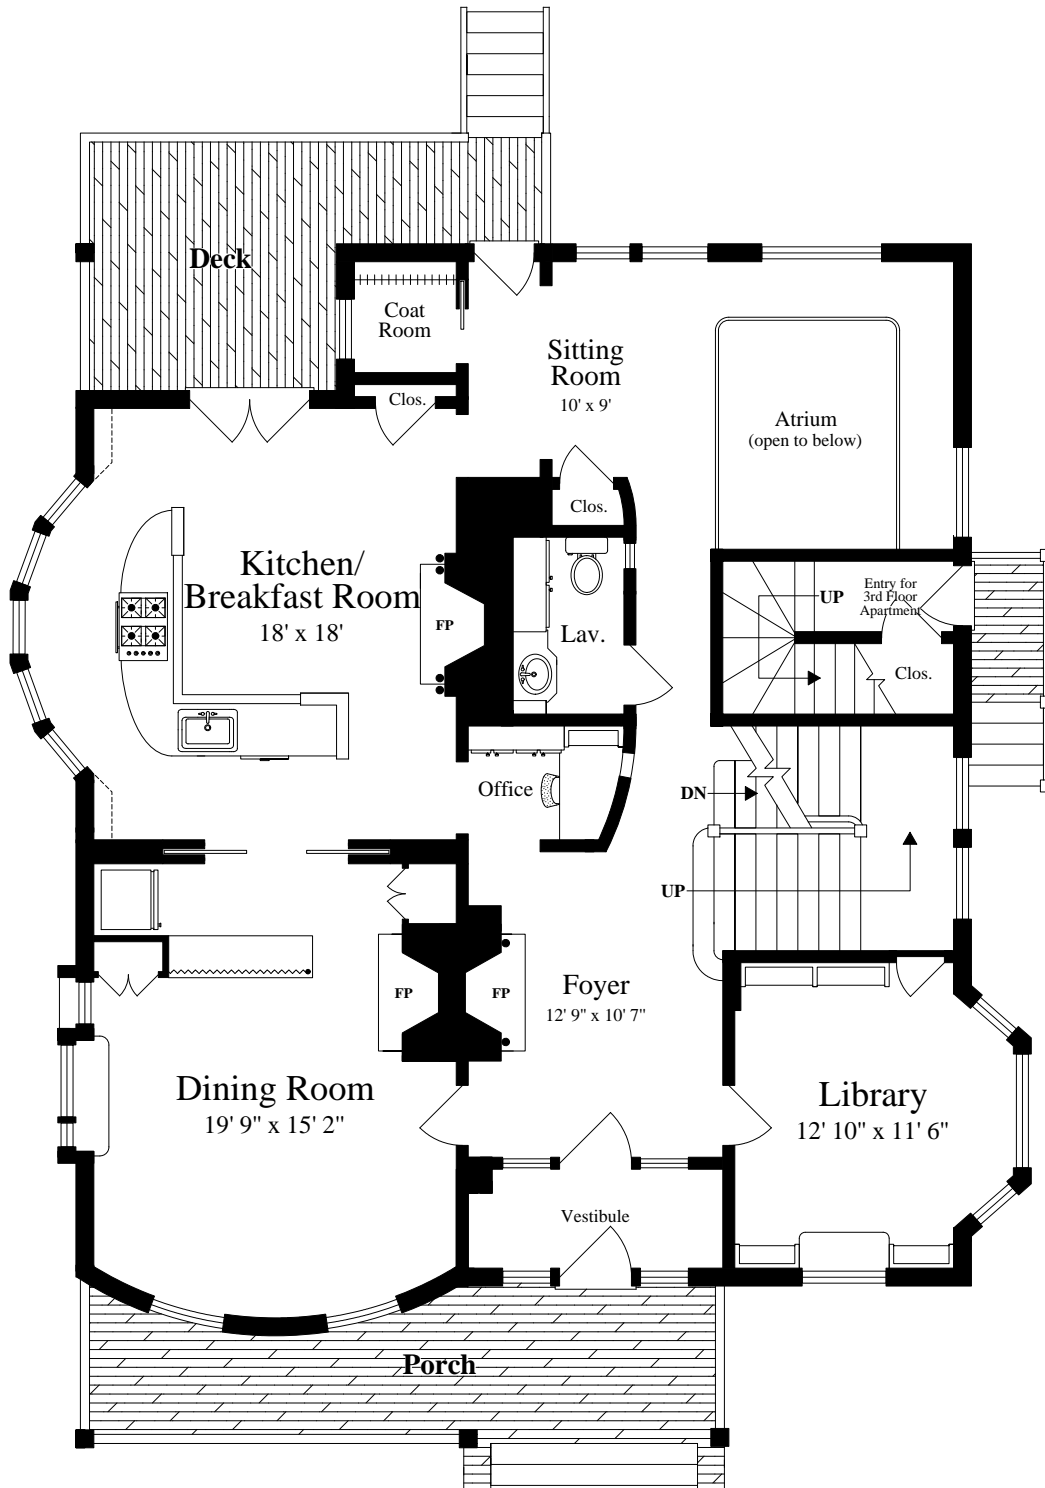 Deck
Coat
Room
Clos.
Sitting
Room
10' x 9'
Atrium
(open to below)
Clos.
Kitchen/
Breakfast Room
18' x 18'
FP
Lav.
UP
Entry for
3rd Floor
Apartment
Clos.
Office
DN
UP
FP
FP
Foyer
12' 9" x 10' 7"
Dining Room
19' 9" x 15' 2"
Library
12' 10" x 11' 6"
Vestibule
Porch